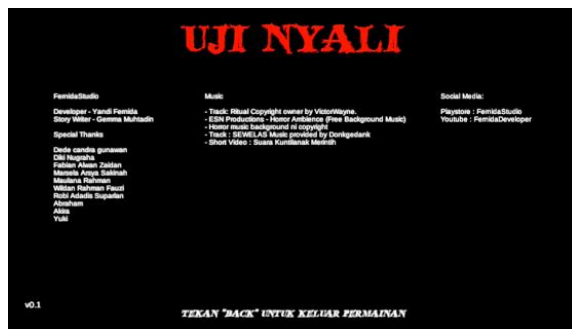 UJI NYALI
FemidaStudio
Developer - Yandi Femida
Story Writer - Gemma Muhtadin
Special Thanks
Dede candra gunawan
Diki Nugraha
Fabian Alwan Zaidan
Marsela Arsya Sakinah
Maulana Rahman
Wildan Rahman Fauzi
Robi Adadis Suparlan
Abraham
Akira
Yuki
Music
- Track: Ritual Copyright owner by VictorWayne.
- ESN Productions - Horror Ambience (Free Background Music)
- Horror music background ni copyright
- Track : SEWELAS Music provided by Donkgedank
- Short Video : Suara Kuntilanak Merintih
Social Media:
Playstore : FemidaStudio
Youtube : FemidaDeveloper
v0.1
TEKAN "BACK" UNTUK KELUAR PERMAINAN